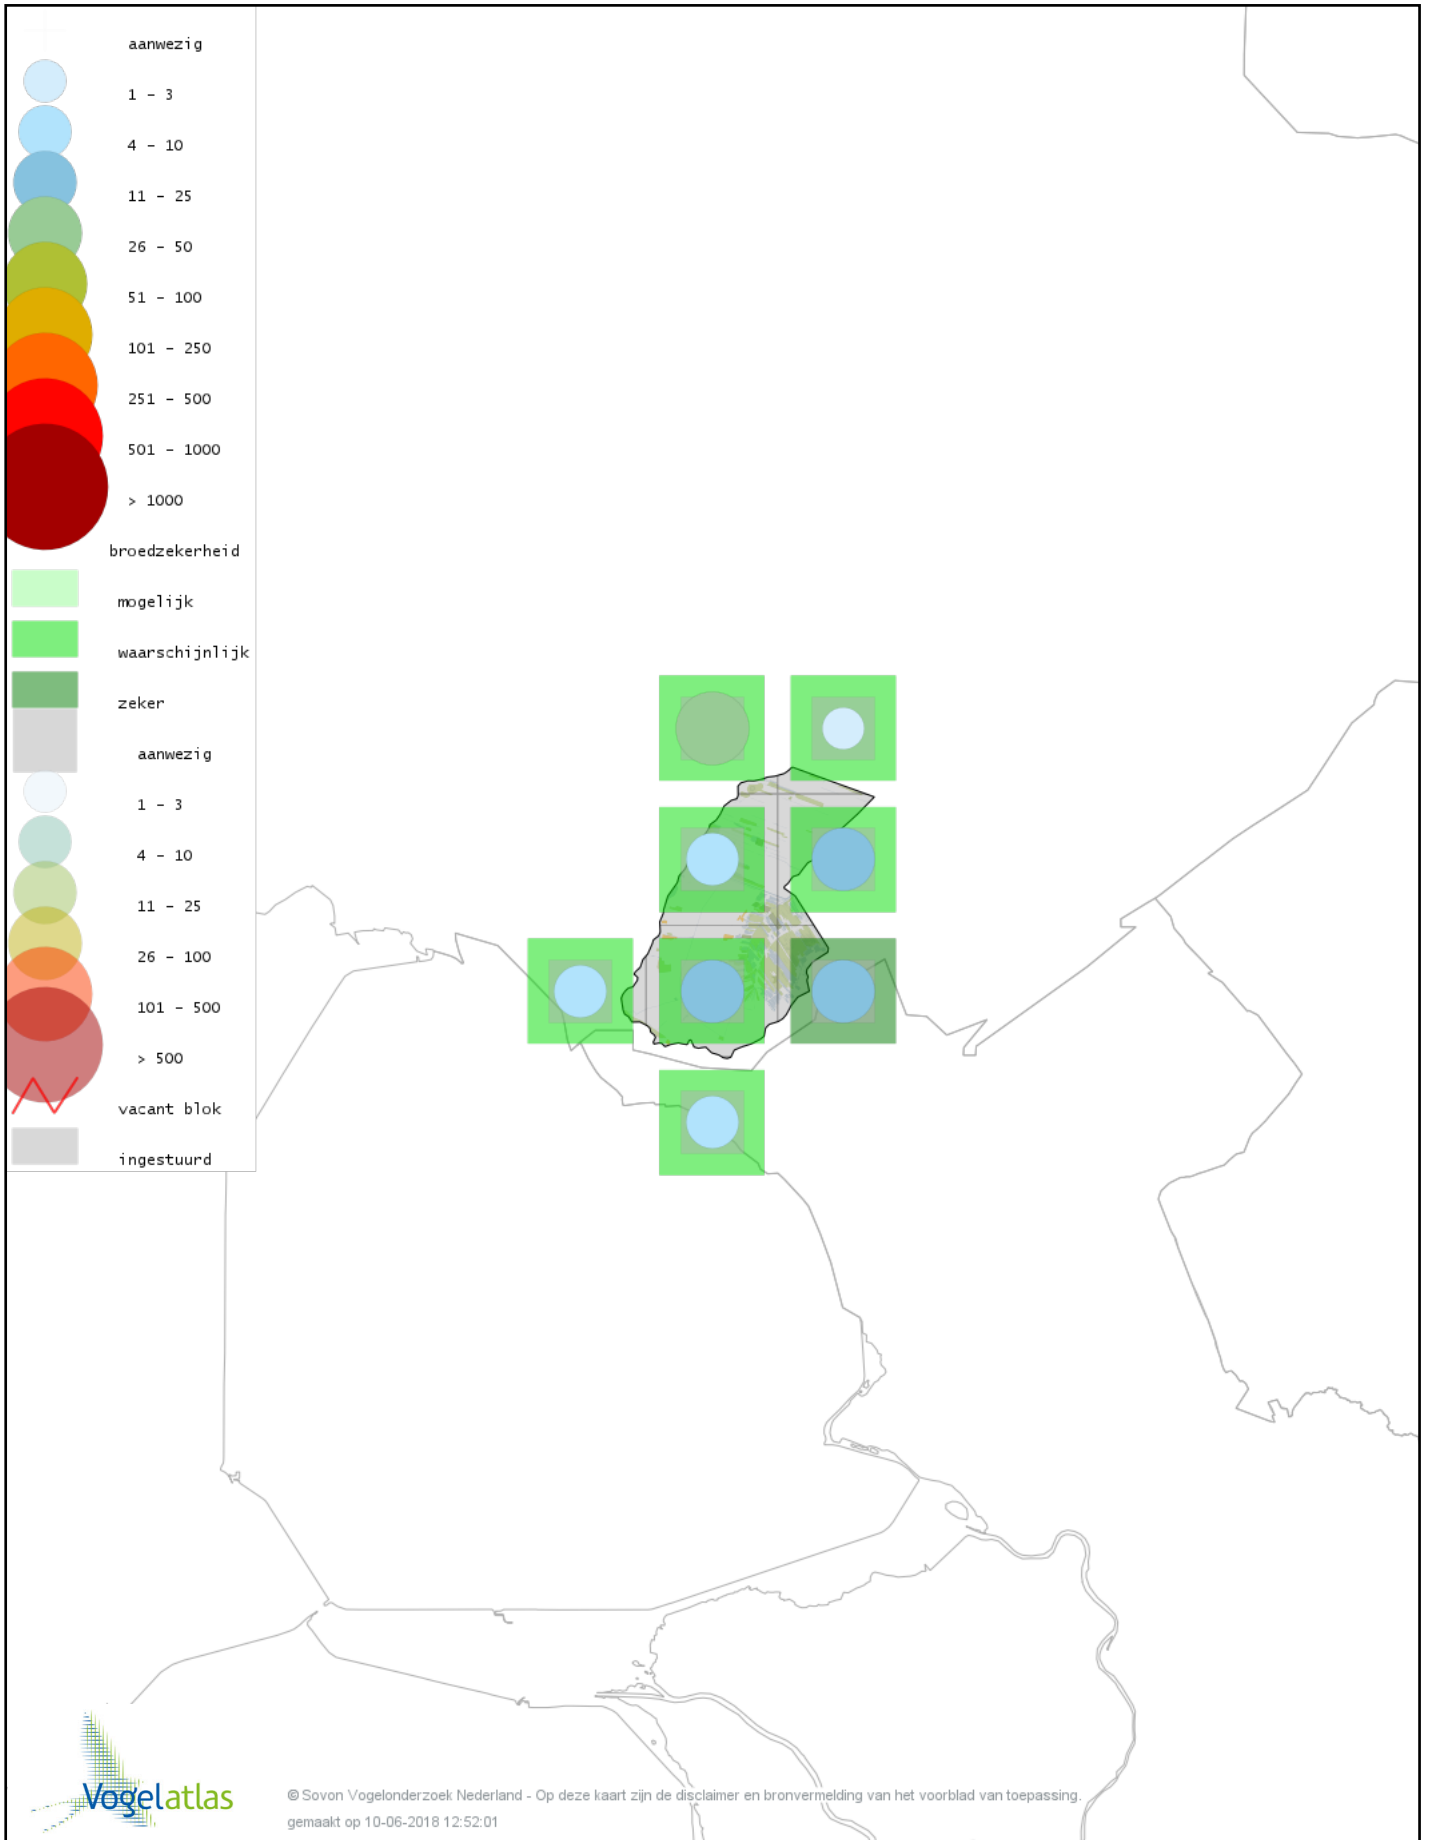 aanwezig
1 - 3
4 - 10
11 - 25
26 - 50
51 - 100
101 - 250
251 - 500
501 - 1000
> 1000
broedzekerheid
mogelijk
waarschijnlijk
zeker
aanwezig
1 - 3
4 - 10
11 - 25
26 - 100
101 - 500
> 500
vacant blok
ingestuurd
Vogelatlas
© Sovon Vogelonderzoek Nederland - Op deze kaart zijn de disclaimer en bronvermelding van het voorblad van toepassing.
gemaakt op 10-06-2018 12:52:01